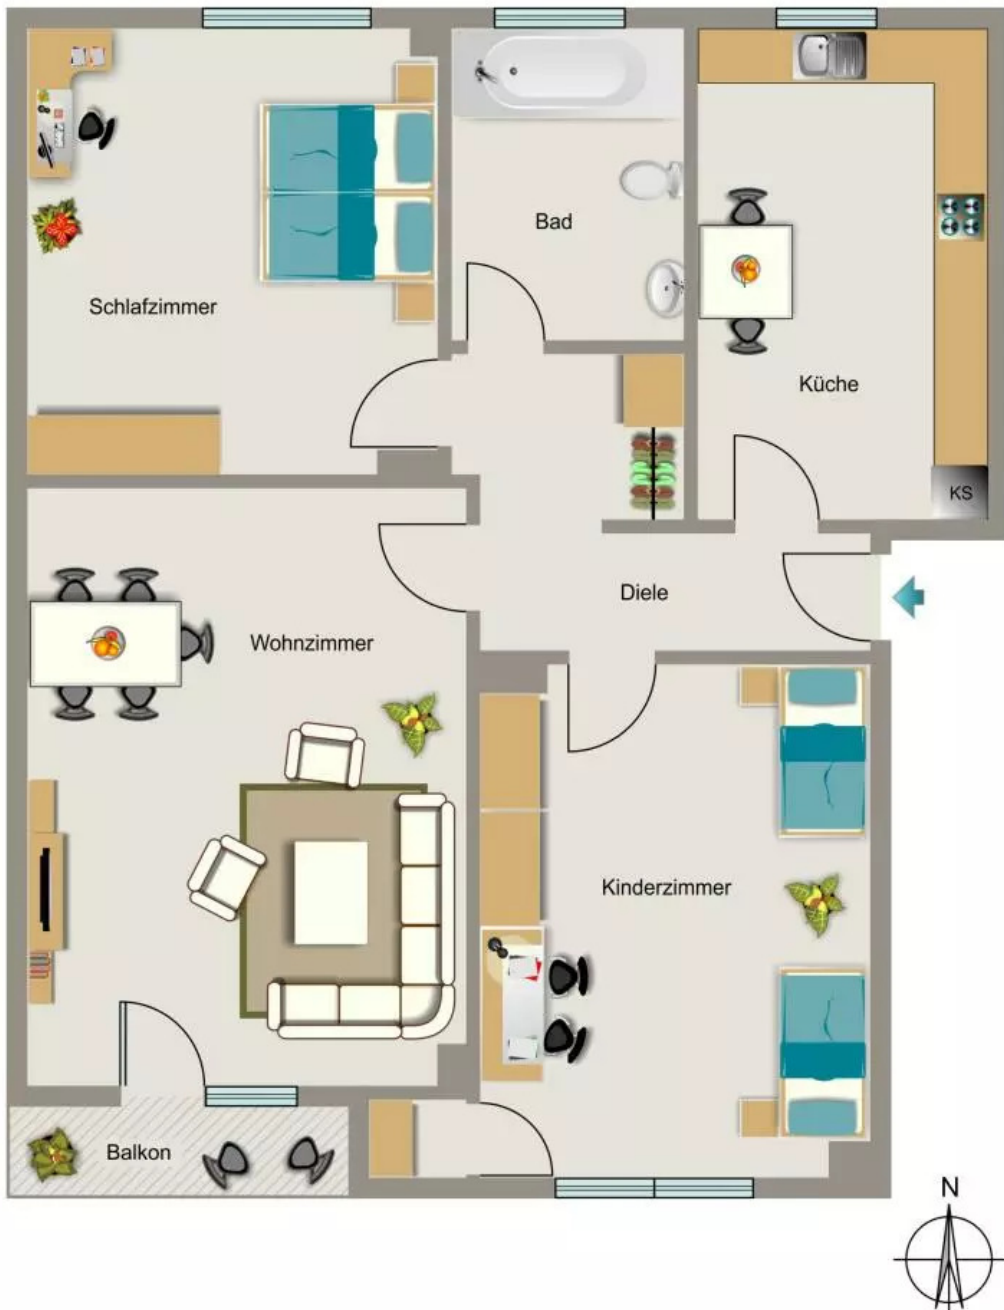 Bad
Schlafzimmer
Küche
KS
Diele
Wohnzimmer
Kinderzimmer
Balkon
N